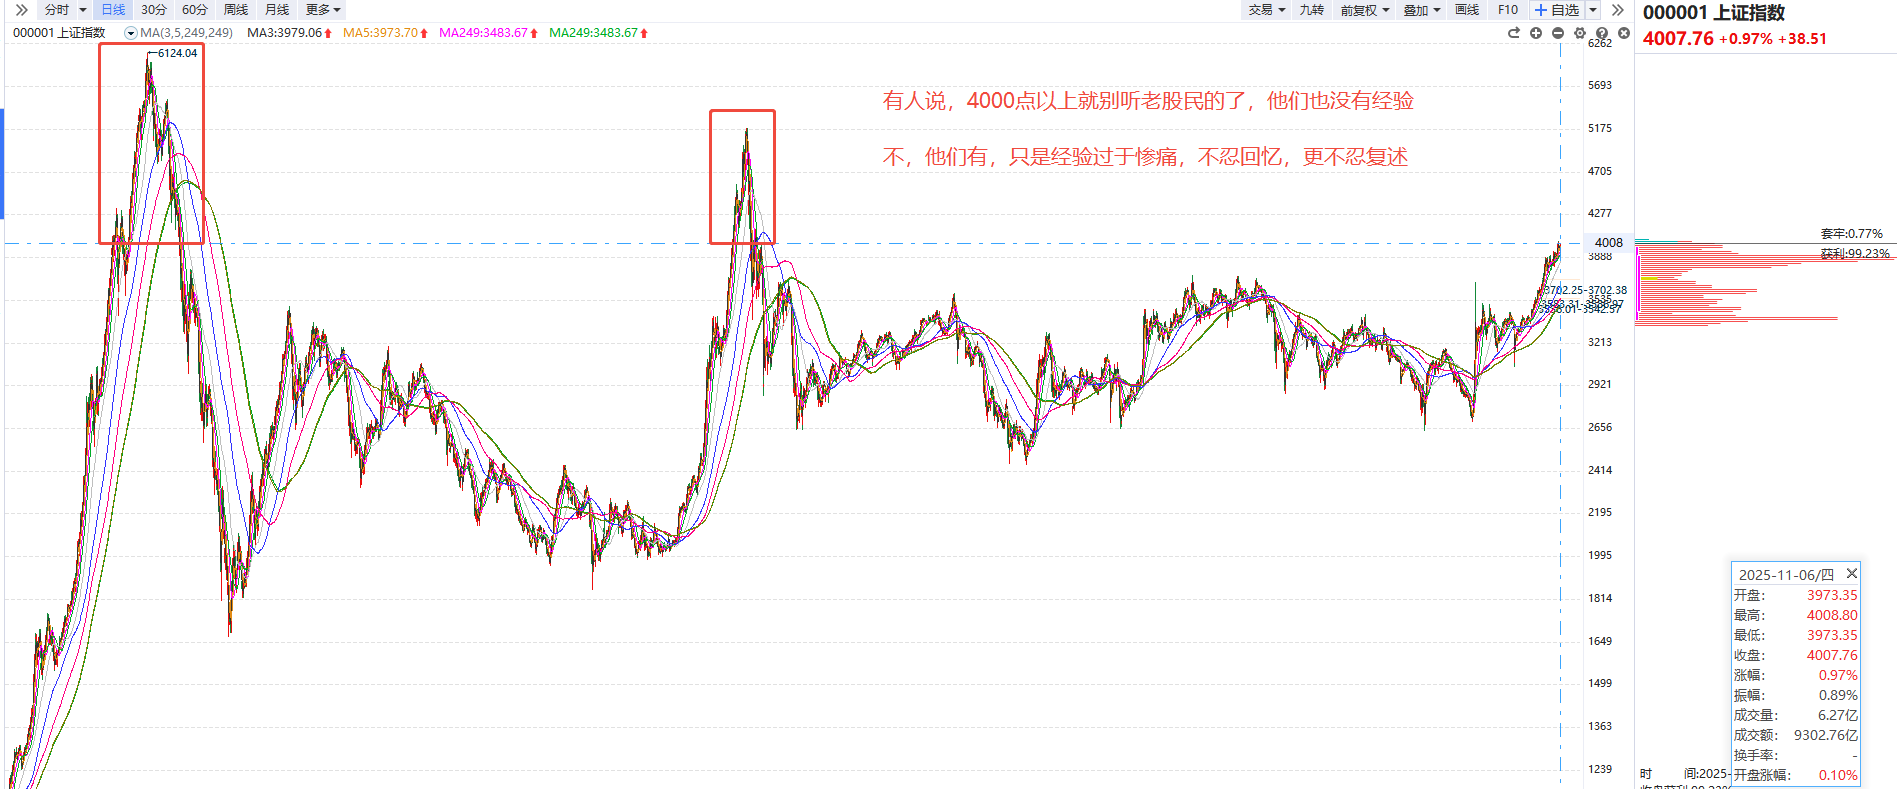 分时 日线 30分 60分 周线 月线 更多 交易 九转 前复权 叠加 画线 F10 自选
000001 上证指数 MA(3,5,249,249) MA3:3979.06 MA5:3973.70 MA249:3483.67 MA249:3483.67
000001 上证指数
4007.76 +0.97% +38.51
6124.04
有人说，4000点以上就别听老股民的了，他们也没有经验
不，他们有，只是经验过于惨痛，不忍回忆，更不忍复述
6262
5693
5175
4705
4277
4008
3888
3535
3213
2921
2656
2414
2195
1995
1814
1649
1499
1363
1239
3702.25-3702.38
套牢:0.77%
获利:99.23%
2025-11-06/四
开盘: 3973.35
最高: 4008.80
最低: 3973.35
收盘: 4007.76
涨幅: 0.97%
振幅: 0.89%
成交量: 6.27亿
成交额: 9302.76亿
换手率: -
开盘涨幅: 0.10%
时 间:2025-